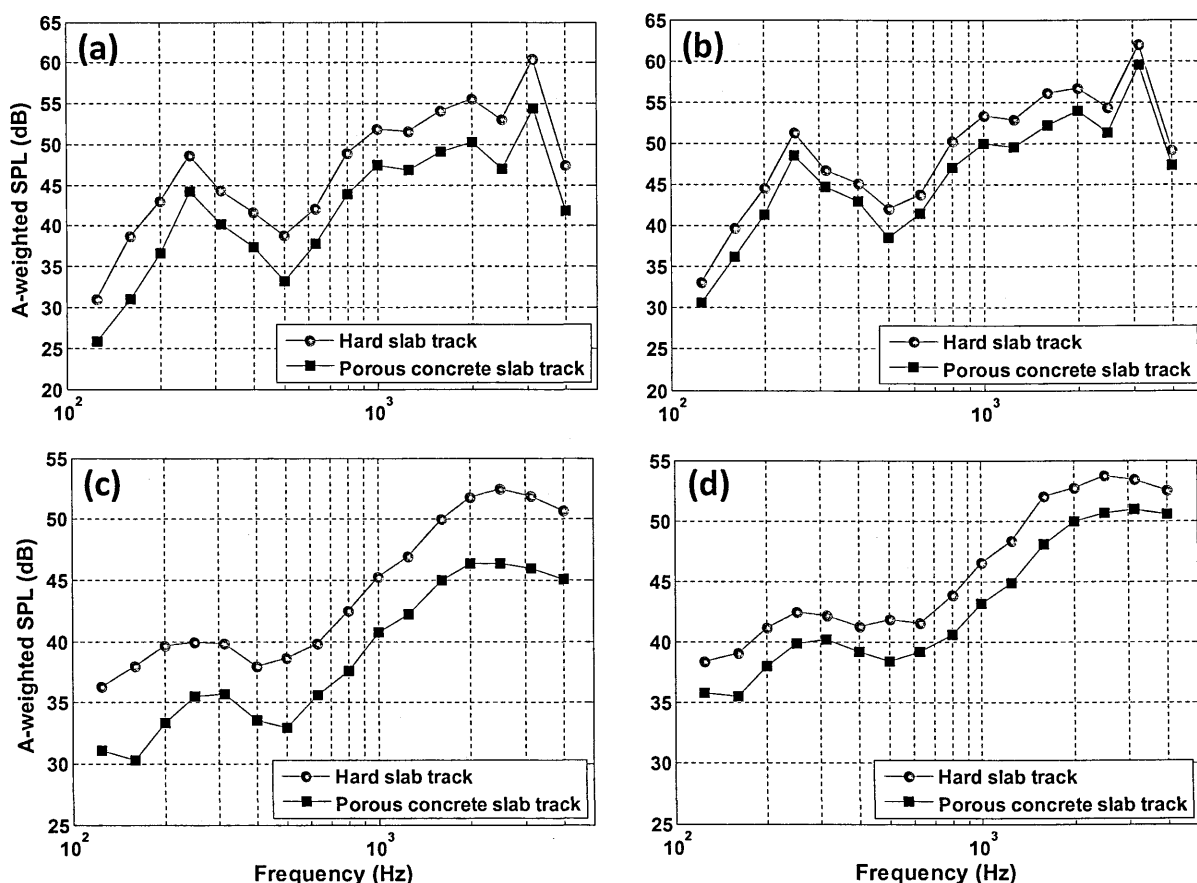 (a)
A-weighted SPL (dB)
65
60
55
50
45
40
35
30
25
20
Hard slab track
Porous concrete slab track
10²
10³
(b)
65
60
55
50
45
40
35
30
25
20
Hard slab track
Porous concrete slab track
10²
10³
(c)
A-weighted SPL (dB)
55
50
45
40
35
30
25
Hard slab track
Porous concrete slab track
10²
10³
Frequency (Hz)
(d)
55
50
45
40
35
30
25
Hard slab track
Porous concrete slab track
10²
10³
Frequency (Hz)